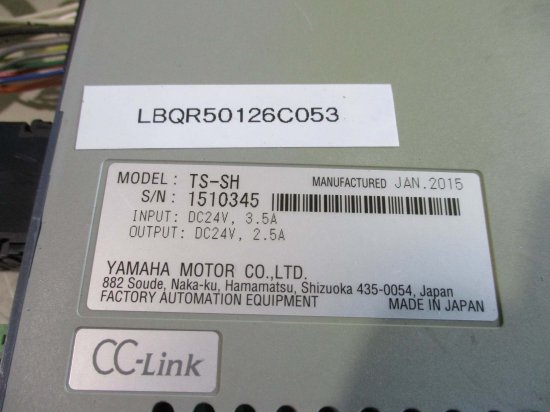 LBQR50126C053
MODEL : TS-SH MANUFACTURED JAN.2015
S/N : 1510345
INPUT: DC24V, 3.5A
OUTPUT: DC24V, 2.5A
YAMAHA MOTOR CO.,LTD.
882 Soude, Naka-ku, Hamamatsu, Shizuoka 435-0054, Japan
FACTORY AUTOMATION EQUIPMENT MADE IN JAPAN
CC-Link